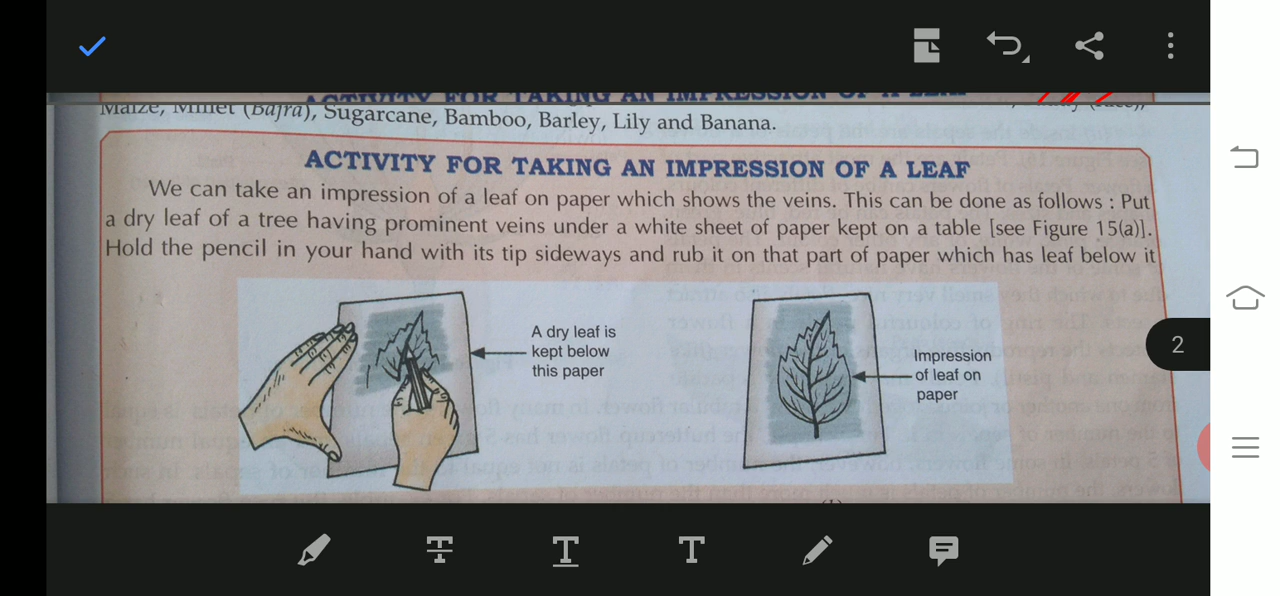 Maize, Millet (Bajra), Sugarcane, Bamboo, Barley, Lily and Banana.
ACTIVITY FOR TAKING AN IMPRESSION OF A LEAF
We can take an impression of a leaf on paper which shows the veins. This can be done as follows : Put
a dry leaf of a tree having prominent veins under a white sheet of paper kept on a table [see Figure 15(a)].
Hold the pencil in your hand with its tip sideways and rub it on that part of paper which has leaf below it
A dry leaf is
kept below
this paper
Impression
of leaf on
paper
2